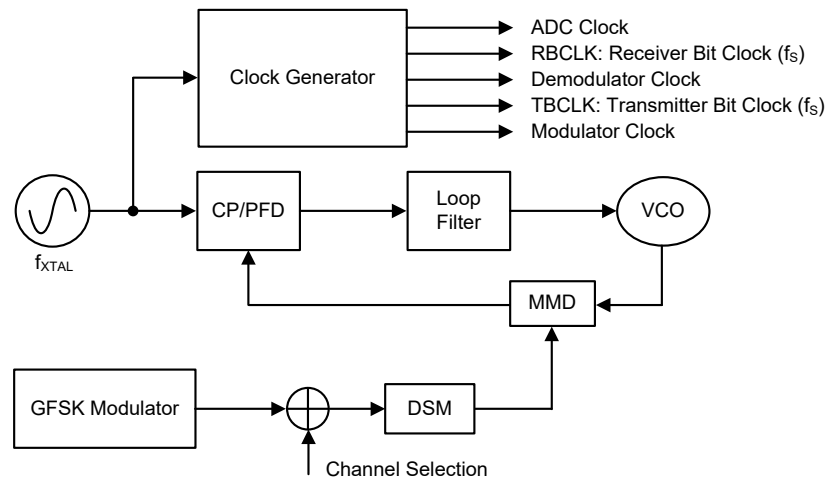 ADC Clock
RBCLK: Receiver Bit Clock (fS)
Clock Generator
Demodulator Clock
TBCLK: Transmitter Bit Clock (fS)
Modulator Clock
CP/PFD
Loop
Filter
VCO
fXTAL
MMD
GFSK Modulator
DSM
Channel Selection